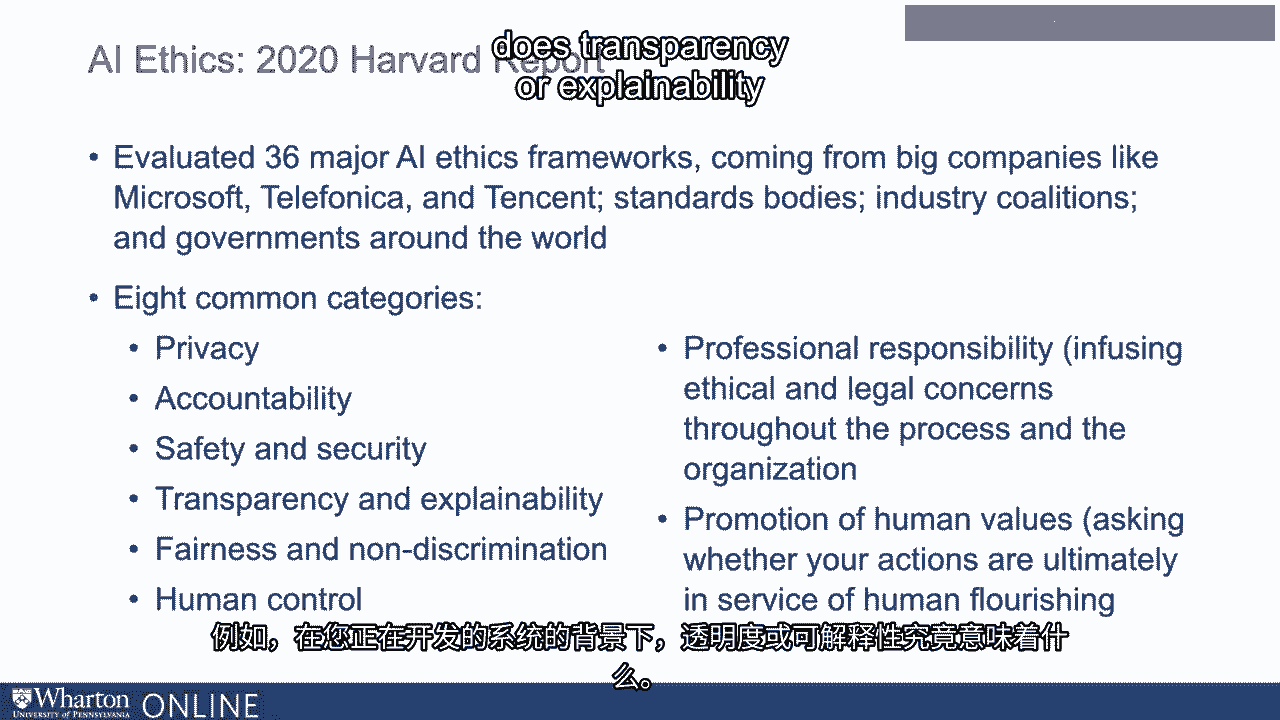 does transparency
or explainability
AI Ethics: 2020 Harvard Report
• Evaluated 36 major AI ethics frameworks, coming from big companies like
Microsoft, Telefonica, and Tencent; standards bodies; industry coalitions;
and governments around the world
• Eight common categories:
• Privacy
• Accountability
• Safety and security
• Transparency and explainability
• Fairness and non-discrimination
• Human control
• Professional responsibility (infusing
ethical and legal concerns
throughout the process and the
organization
• Promotion of human values (asking
whether your actions are ultimately
in service of human flourishing
例如，在您正在开发的系统的背景下，透明度或可解释性究竟意味着什
么。
Wharton
UNIVERSITY of PENNSYLVANIA
ONLINE